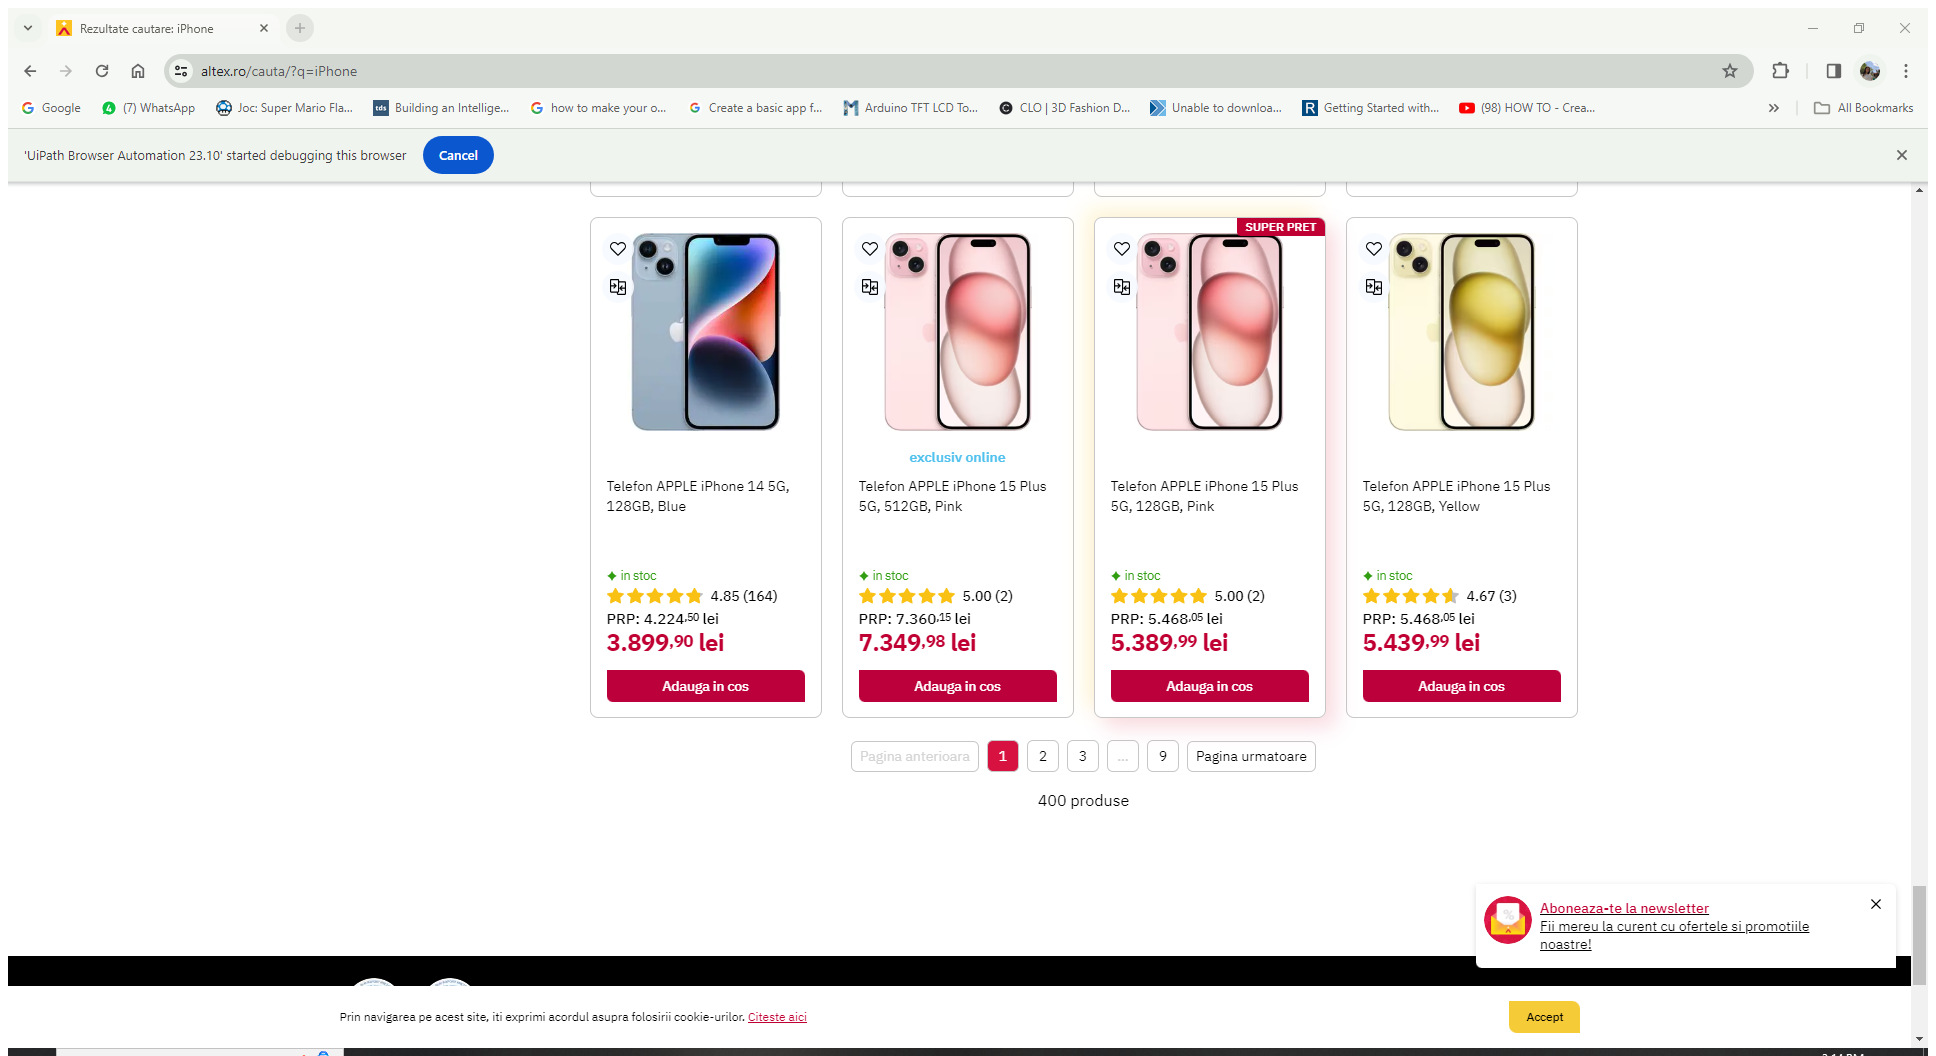 Rezultate cautare: iPhone
altex.ro/cauta/?q=iPhone
Google
(7) WhatsApp
Joc: Super Mario Fla...
tds
Building an Intellige...
how to make your o...
Create a basic app f...
Arduino TFT LCD To...
CLO | 3D Fashion D...
Unable to downloa...
R
Getting Started with...
(98) HOW TO - Crea...
All Bookmarks
'UiPath Browser Automation 23.10' started debugging this browser
Cancel
SUPER PRET
exclusiv online
Telefon APPLE iPhone 14 5G,
128GB, Blue
in stoc
4.85 (164)
PRP: 4.224,50 lei
3.899,90 lei
Adauga in cos
Telefon APPLE iPhone 15 Plus
5G, 512GB, Pink
in stoc
5.00 (2)
PRP: 7.360,15 lei
7.349,98 lei
Adauga in cos
Telefon APPLE iPhone 15 Plus
5G, 128GB, Pink
in stoc
5.00 (2)
PRP: 5.468,05 lei
5.389,99 lei
Adauga in cos
Telefon APPLE iPhone 15 Plus
5G, 128GB, Yellow
in stoc
4.67 (3)
PRP: 5.468,05 lei
5.439,99 lei
Adauga in cos
Pagina anterioara 1 2 3 ... 9 Pagina urmatoare
400 produse
Aboneaza-te la newsletter
Fii mereu la curent cu ofertele si promotiile
noastre!
Prin navigarea pe acest site, iti exprimi acordul asupra folosirii cookie-urilor. Citeste aici
Accept